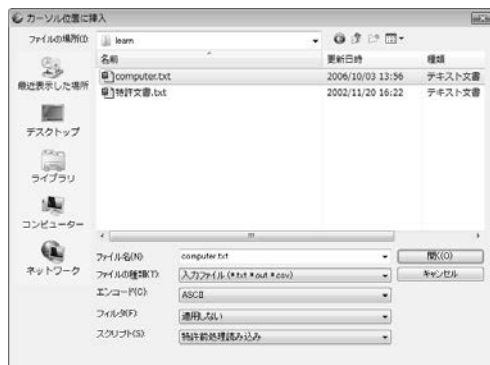 カーソル位置に挿入
ファイルの場所(I): learn
名前 更新日時 種類
computer.txt 2006/10/03 13:56 テキスト文書
特許文書.txt 2002/11/20 16:22 テキスト文書
最近表示した場所
デスクトップ
ライブラリ
コンピューター
ネットワーク
ファイル名(N): computer.txt 開く(O)
ファイルの種類(T): 入力ファイル (*.txt *.out *.csv) キャンセル
エンコード(C): ASCII
フィルタ(F): 適用しない
スクリプト(S): 特許前処理読み込み